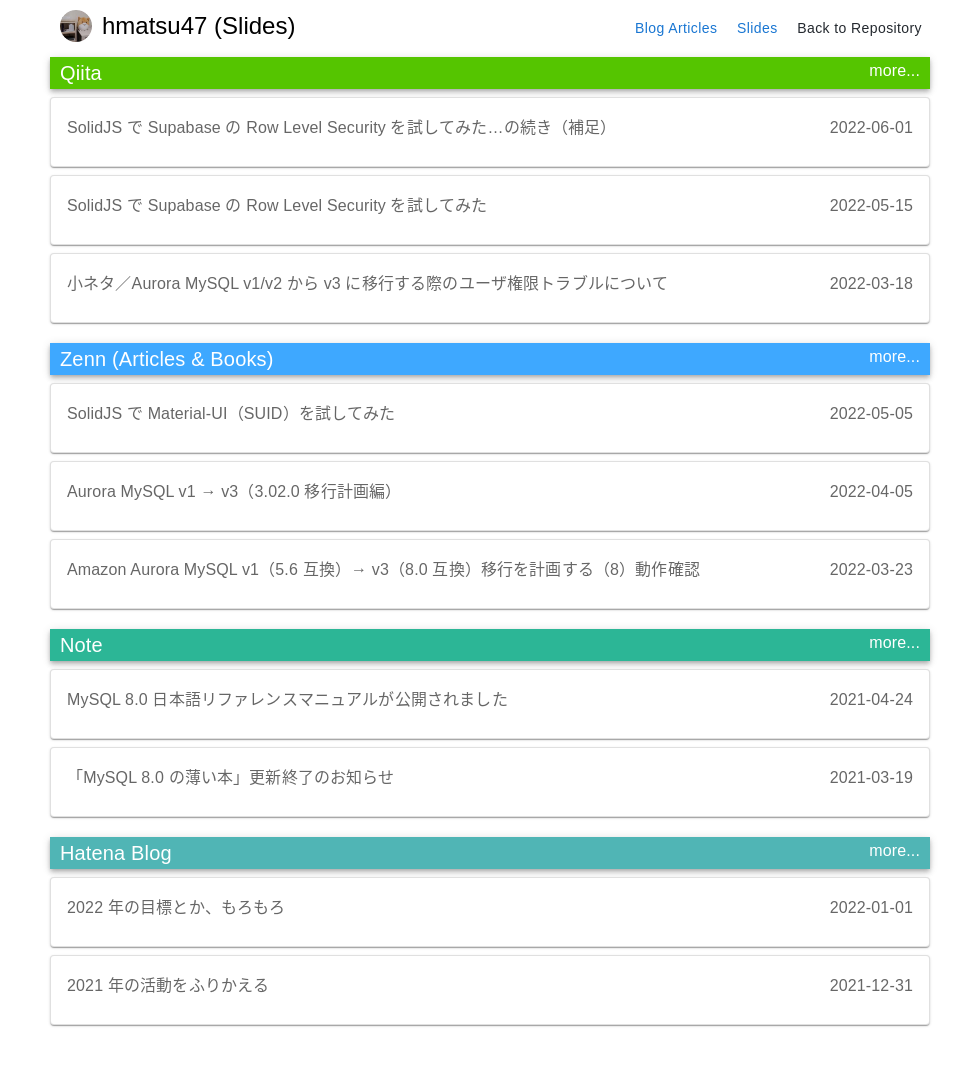 hmatsu47 (Slides)
Blog Articles Slides Back to Repository
Qiita more...
SolidJS で Supabase の Row Level Security を試してみた…の続き（補足） 2022-06-01
SolidJS で Supabase の Row Level Security を試してみた 2022-05-15
小ネタ／Aurora MySQL v1/v2 から v3 に移行する際のユーザ権限トラブルについて 2022-03-18
Zenn (Articles & Books) more...
SolidJS で Material-UI（SUID）を試してみた 2022-05-05
Aurora MySQL v1 → v3（3.02.0 移行計画編） 2022-04-05
Amazon Aurora MySQL v1（5.6 互換）→ v3（8.0 互換）移行を計画する（8）動作確認 2022-03-23
Note more...
MySQL 8.0 日本語リファレンスマニュアルが公開されました 2021-04-24
「MySQL 8.0 の薄い本」更新終了のお知らせ 2021-03-19
Hatena Blog more...
2022 年の目標とか、もろもろ 2022-01-01
2021 年の活動をふりかえる 2021-12-31